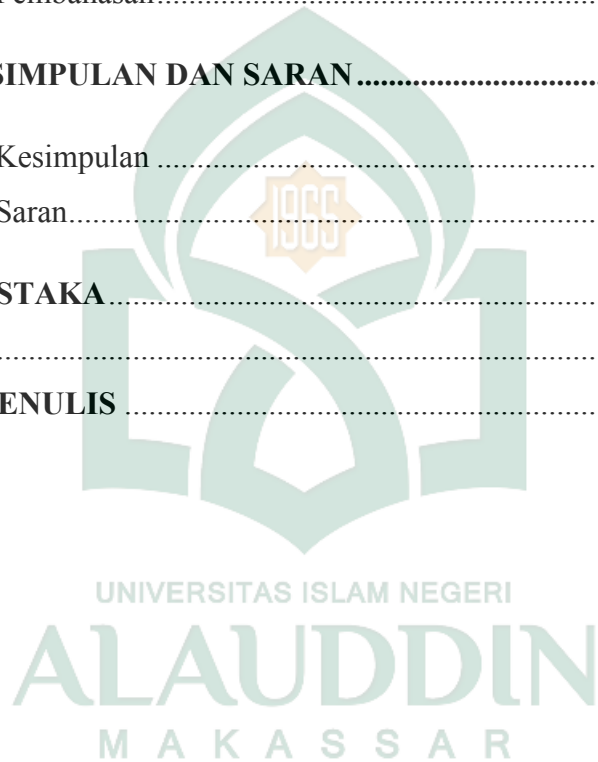 Pembahasan..........................................................
SIMPULAN DAN SARAN..............................
Kesimpulan ..........................................................
Saran.....................................................................
1965
STAKA...............................................................
..............................................................................
ENULIS ..............................................................
UNIVERSITAS ISLAM NEGERI
ALAUDDIN
MAKASSAR